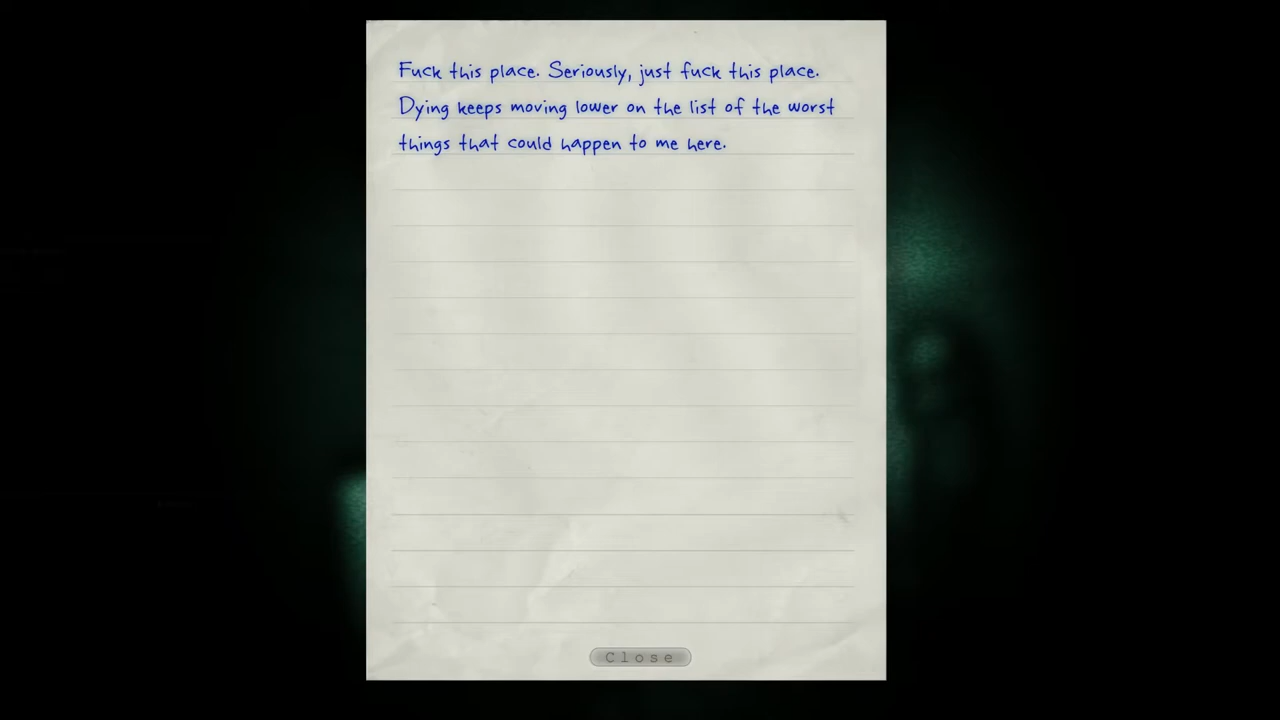 Fuck this place. Seriously, just fuck this place.
Dying keeps moving lower on the list of the worst
things that could happen to me here.
Close